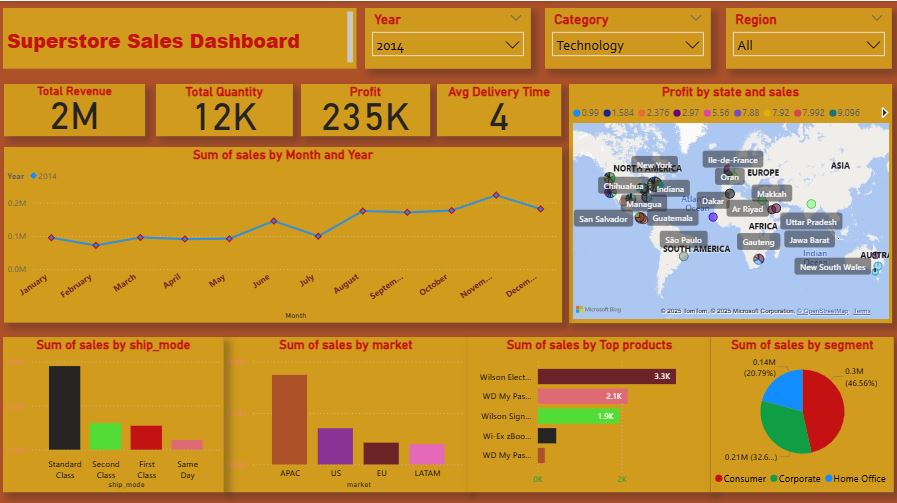 Superstore Sales Dashboard
Year
2014
Category
Technology
Region
All
Total Revenue
2M
Total Quantity
12K
Profit
235K
Avg Delivery Time
4
Profit by state and sales
0.99 1.584 2.376 2.97 5.56 7.88 7.92 7.992 9.096
NORTH AMERICA
New York
Ile-de-France
ASIA
EUROPE
Oran
Chihuahua
Indiana
Makkah
Managua
Dakar
Ar Riyad
San Salvador
Guatemala
Uttar Pradesh
AFRICA
São Paulo
SOUTH AMERICA
Gauteng
Jawa Barat
Indian
New South Wales
Microsoft Bing
© 2025 TomTom, © 2025 Microsoft Corporation, © OpenStreetMap Terms
Sum of sales by Month and Year
Year 2014
0.2M
0.1M
0.0M
January
February
March
April
May
June
July
August
Septem...
October
Novem...
Decem...
Month
Sum of sales by ship_mode
Standard Class
Second Class
First Class
Same Day
ship_mode
Sum of sales by market
APAC
US
EU
LATAM
market
Sum of sales by Top products
Wilson Elect... 3.3K
WD My Pas... 2.1K
Wilson Sign... 1.9K
Wi-Ex zBoo...
WD My Pas...
0K
2K
Sum of sales by segment
0.14M
(20.79%)
0.3M
(46.56%)
0.21M (32.6...)
Consumer Corporate Home Office